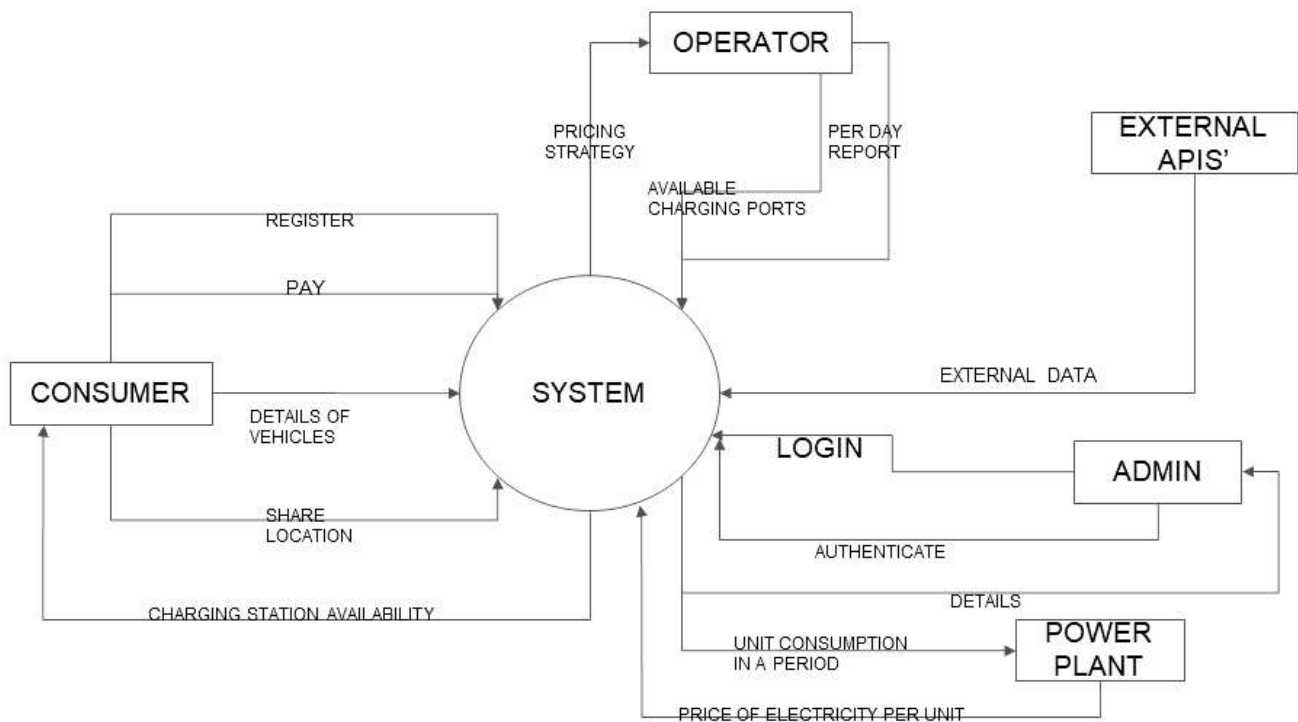 OPERATOR
PRICING
STRATEGY
PER DAY
REPORT
EXTERNAL
APIS’
AVAILABLE
CHARGING PORTS
REGISTER
PAY
CONSUMER
SYSTEM
EXTERNAL DATA
DETAILS OF
VEHICLES
LOGIN
ADMIN
SHARE
LOCATION
AUTHENTICATE
CHARGING STATION AVAILABILITY
DETAILS
UNIT CONSUMPTION
IN A PERIOD
POWER
PLANT
PRICE OF ELECTRICITY PER UNIT